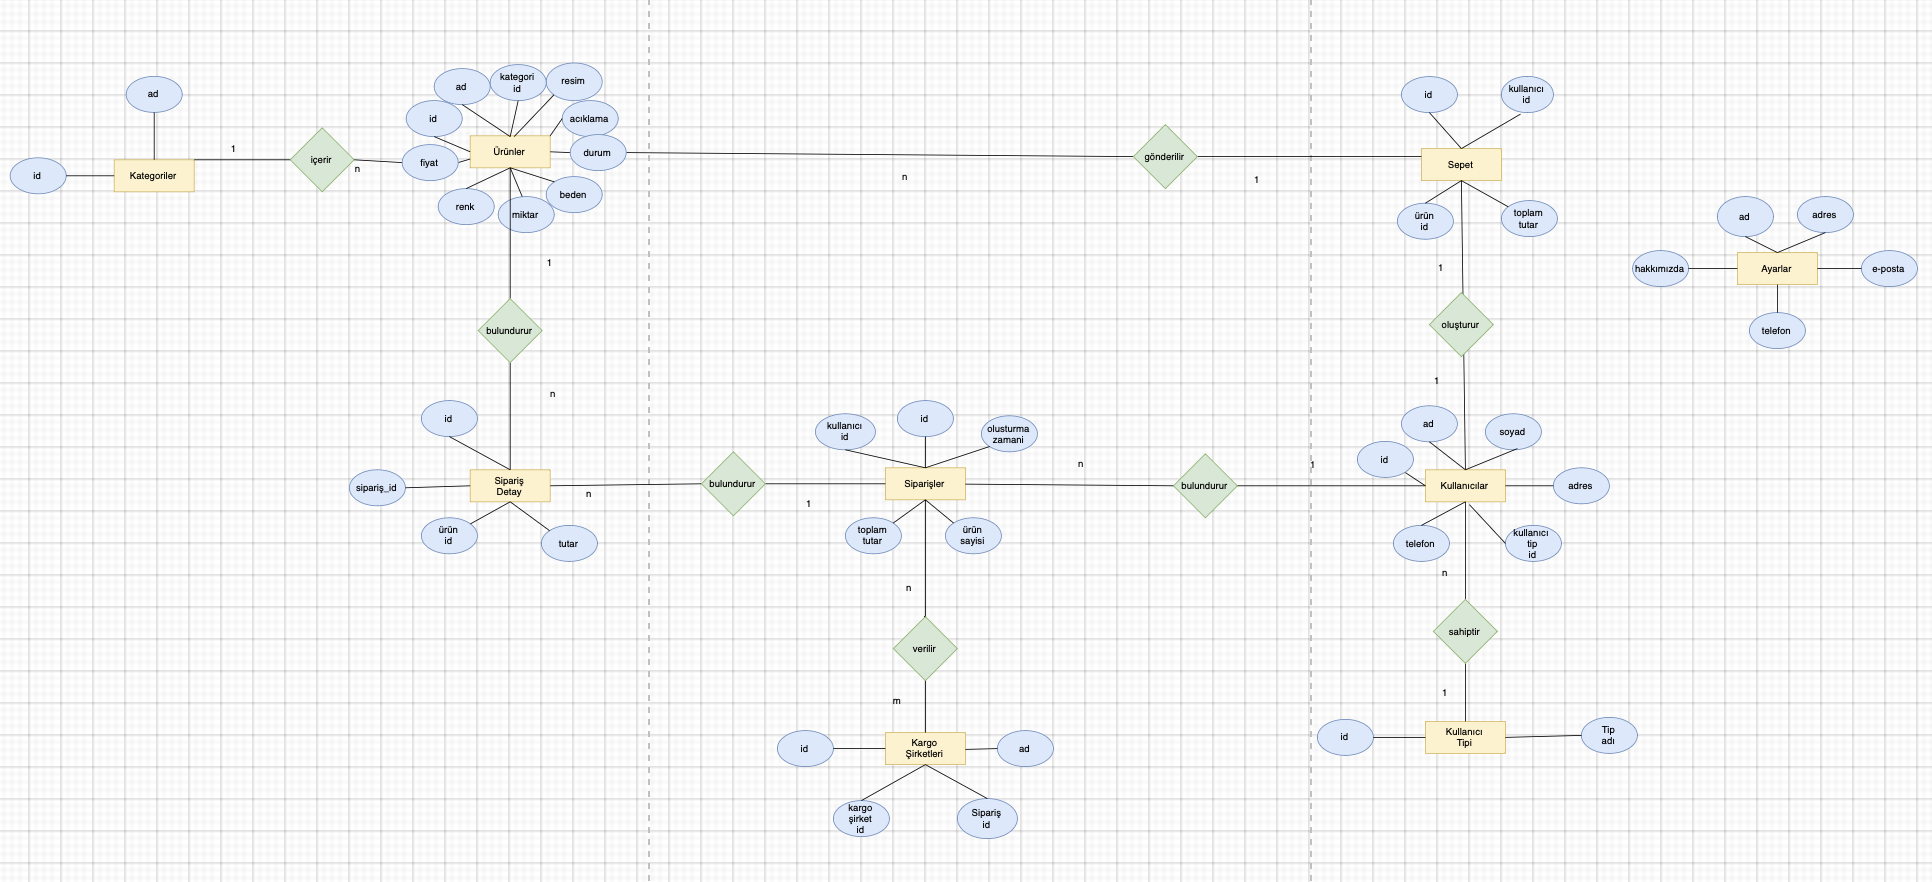 ad
id
Kategoriler
1
içerir
n
id
ad
kategori
id
resim
acıklama
durum
fiyat
Ürünler
renk
miktar
beden
n
gönderilir
1
id
kullanıcı
id
Sepet
ürün
id
toplam
tutar
ad
adres
hakkımızda
Ayarlar
e-posta
telefon
1
bulundurur
n
1
oluşturur
1
id
sipariş_id
Sipariş
Detay
ürün
id
tutar
n
bulundurur
1
kullanıcı
id
id
olusturma
zamani
Siparişler
toplam
tutar
ürün
sayisi
n
bulundurur
1
id
ad
soyad
Kullanıcılar
adres
telefon
kullanıcı
tip
id
n
verilir
m
n
sahiptir
1
id
Kargo
Şirketleri
ad
kargo
şirket
id
Sipariş
id
id
Kullanıcı
Tipi
Tip
adı